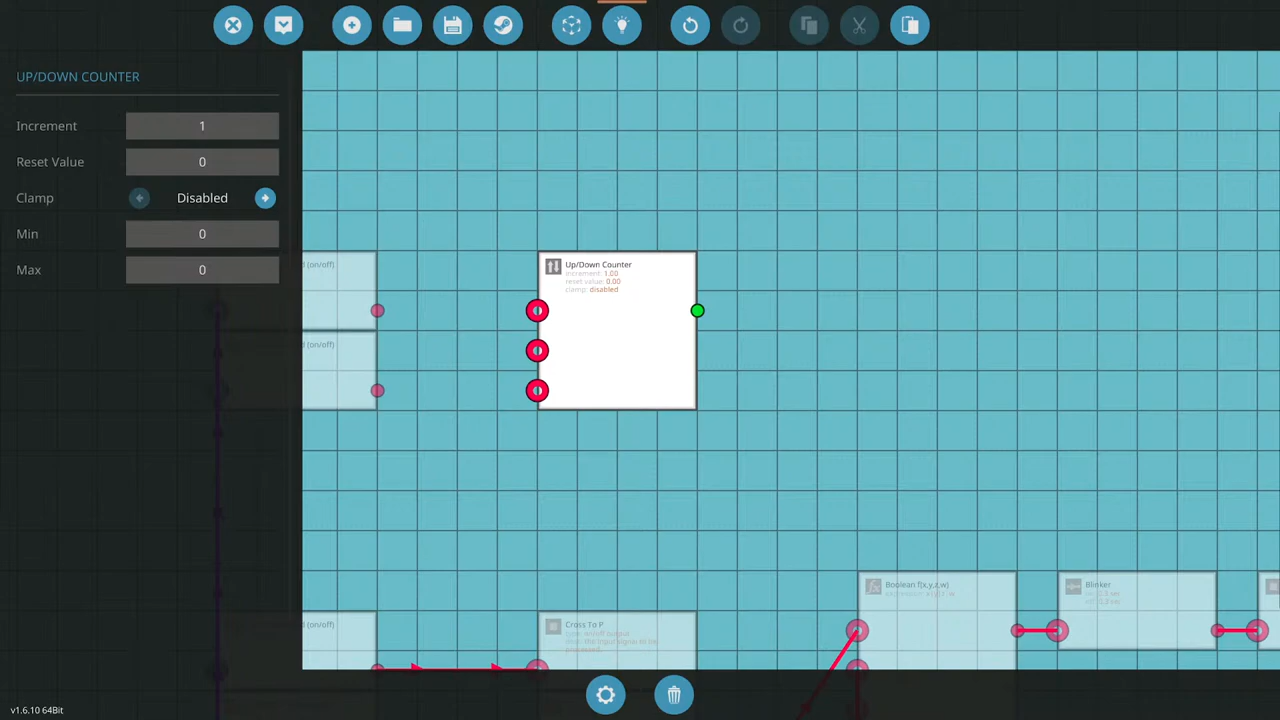 UP/DOWN COUNTER
Increment 1
Reset Value 0
Clamp Disabled
Min 0
Max 0
d (on/off)
d (on/off)
Up/Down Counter
increment: 1.00
reset value: 0.00
clamp: disabled
Boolean f(x,y,z,w)
Blinker
d (on/off)
Cross To P
v1.6.10 64Bit